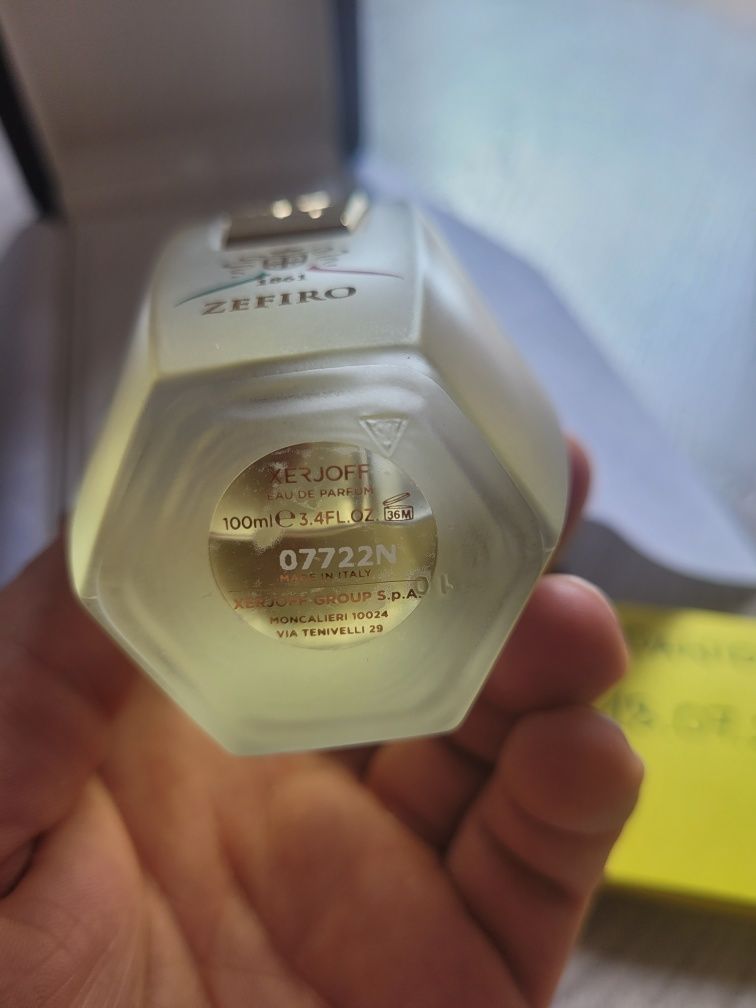 1861
ZEFIRO
XERJOFF
EAU DE PARFUM
100ml ℮ 3.4FL.OZ. 36M
07722N
MADE IN ITALY
XERJOFF GROUP S.p.A.
MONCALIERI 10024
VIA TENIVELLI 29